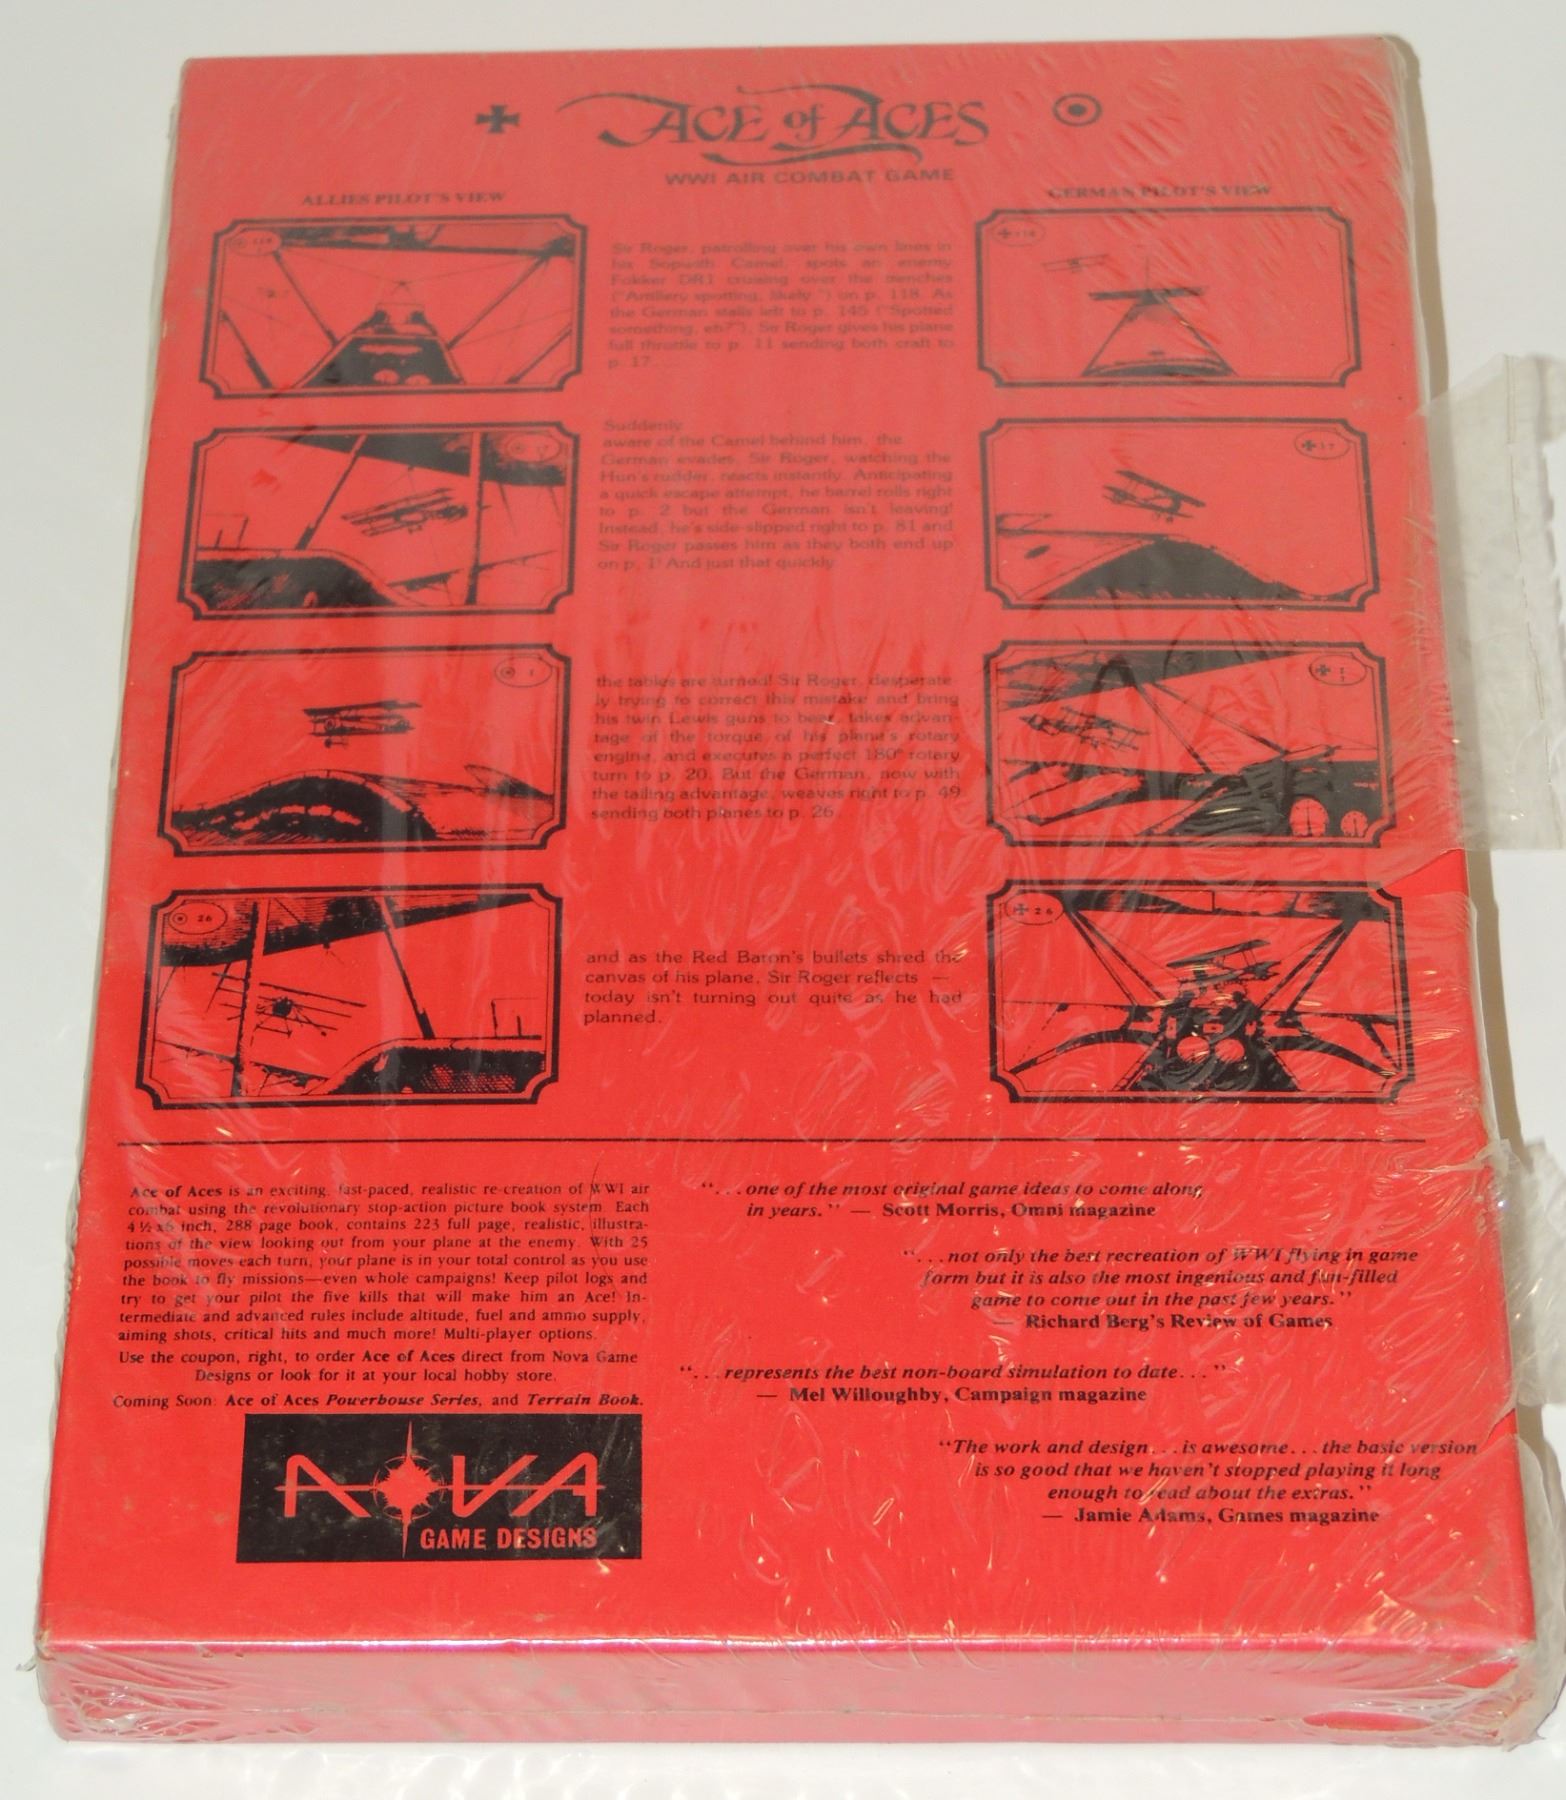 ACE of ACES
WWI AIR COMBAT GAME
ALLIES PILOT'S VIEW
GERMAN PILOT'S VIEW
118
118
Sir Roger, patrolling over his own lines in
his Sopwith Camel, spots an enemy
Fokker DR1 cruising over the trenches
("Artillery spotting, likely.") on p. 118. As
the German stalls left to p. 145 ("Spotted
something, eh?"), Sir Roger gives his plane
full throttle to p. 11 sending both craft to
p. 17.
17
17
Suddenly
aware of the Camel behind him, the
German evades. Sir Roger, watching the
Hun's rudder, reacts instantly. Anticipating
a quick escape attempt, he barrel rolls right
to p. 2 but the German isn't leaving!
Instead, he's side-slipped right to p. 81 and
Sir Roger passes him as they both end up
on p. 1! And just that quickly
1
1
the tables are turned! Sir Roger, desperate-
ly trying to correct this mistake and bring
his twin Lewis guns to bear, takes advan-
tage of the torque of his plane's rotary
engine, and executes a perfect 180° rotary
turn to p. 20. But the German, now with
the tailing advantage, weaves right to p. 49
sending both planes to p. 26.
26
26
and as the Red Baron's bullets shred the
canvas of his plane, Sir Roger reflects —
today isn't turning out quite as he had
planned.
Ace of Aces is an exciting, fast-paced, realistic re-creation of WWI air
combat using the revolutionary stop-action picture book system. Each
4½x6 inch, 288 page book, contains 223 full page, realistic, illustra-
tions of the view looking out from your plane at the enemy. With 25
possible moves each turn, your plane is in your total control as you use
the book to fly missions—even whole campaigns! Keep pilot logs and
try to get your pilot the five kills that will make him an Ace! In-
termediate and advanced rules include altitude, fuel and ammo supply,
aiming shots, critical hits and much more! Multi-player options.
Use the coupon, right, to order Ace of Aces direct from Nova Game
Designs or look for it at your local hobby store.
Coming Soon: Ace of Aces Powerhouse Series, and Terrain Book.
NOVA
GAME DESIGNS
"...one of the most original game ideas to come along
in years." — Scott Morris, Omni magazine
"...not only the best recreation of WWI flying in game
form but it is also the most ingenious and fun-filled
game to come out in the past few years."
— Richard Berg's Review of Games
"...represents the best non-board simulation to date..."
— Mel Willoughby, Campaign magazine
"The work and design...is awesome...the basic version
is so good that we haven't stopped playing it long
enough to read about the extras."
— Jamie Adams, Games magazine